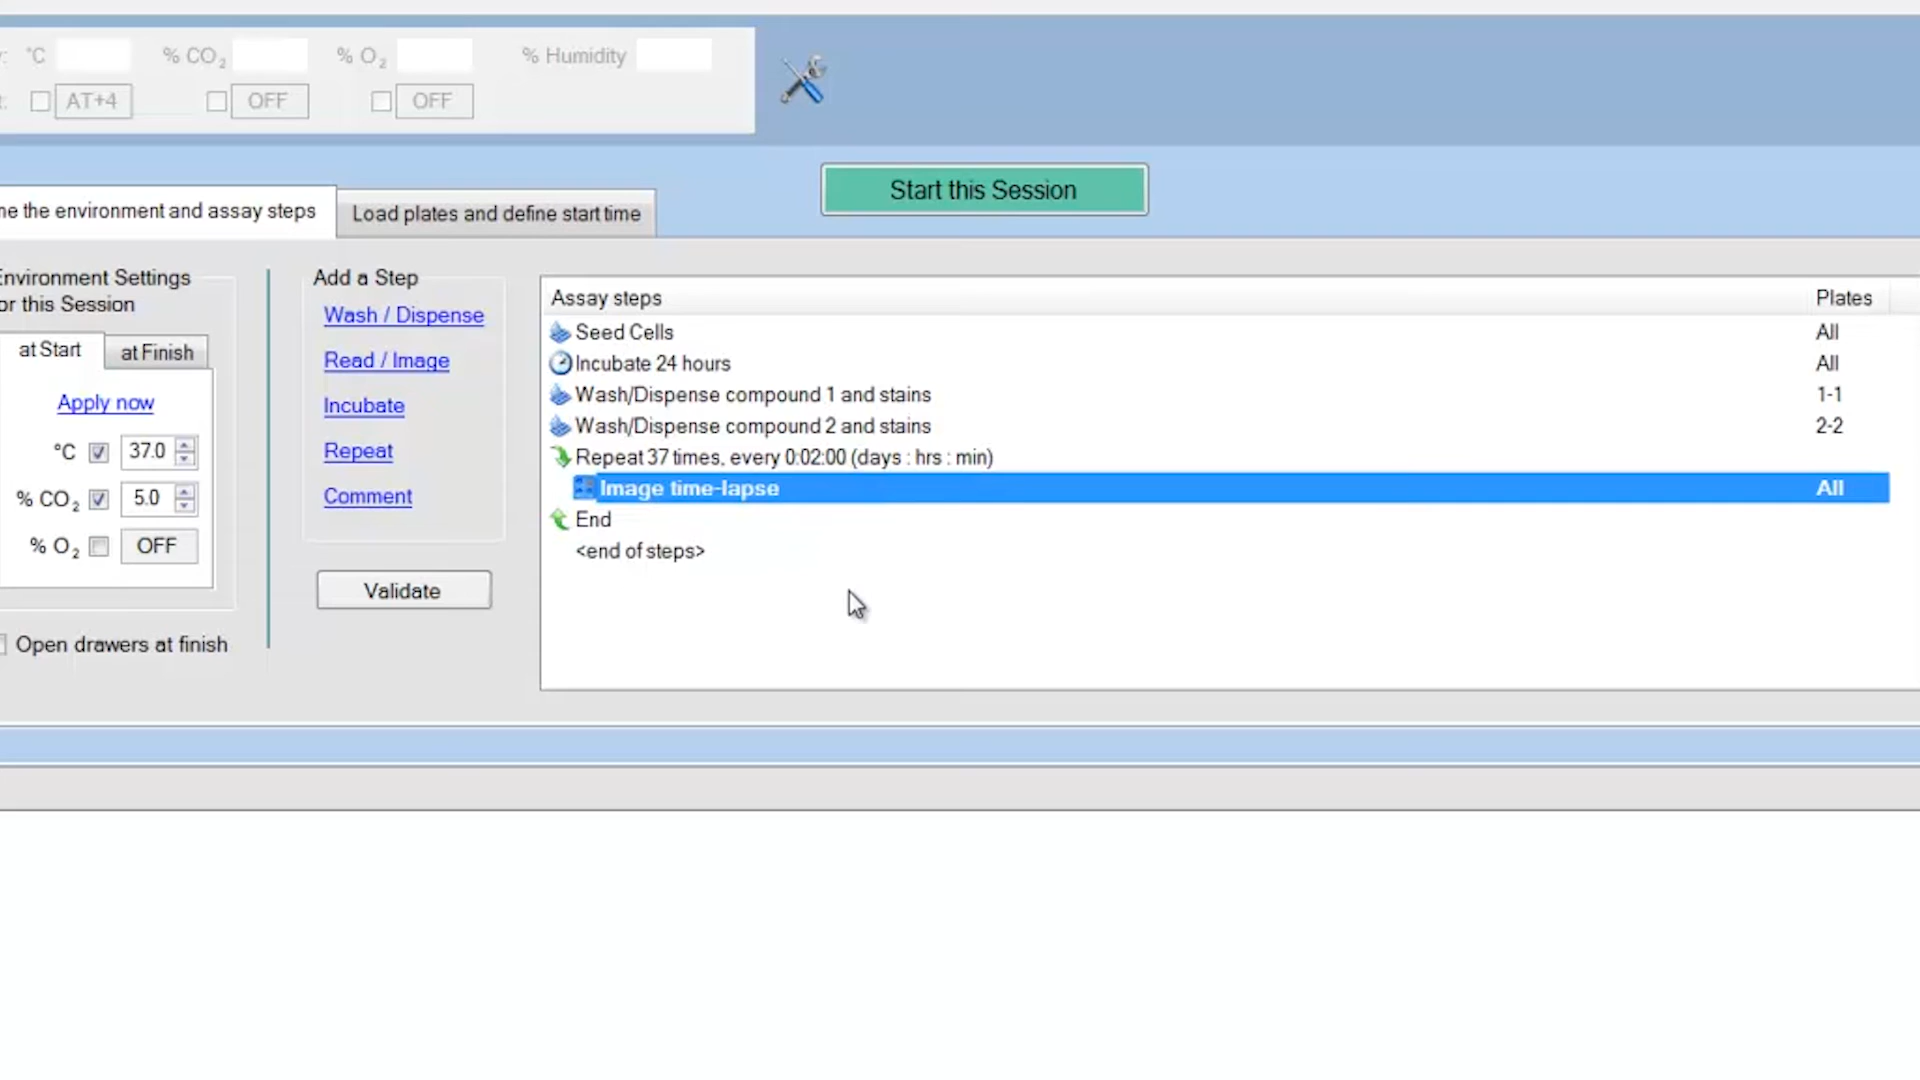 °C % CO2 % O2 % Humidity
AT+4 OFF OFF
Start this Session
the environment and assay steps
Load plates and define start time
Environment Settings
for this Session
at Start at Finish
Apply now
°C 37.0
% CO2 5.0
% O2 OFF
Open drawers at finish
Add a Step
Wash / Dispense
Read / Image
Incubate
Repeat
Comment
Validate
Assay steps Plates
Seed Cells All
Incubate 24 hours All
Wash/Dispense compound 1 and stains 1-1
Wash/Dispense compound 2 and stains 2-2
Repeat 37 times, every 0:02:00 (days : hrs : min)
Image time-lapse All
End
<end of steps>